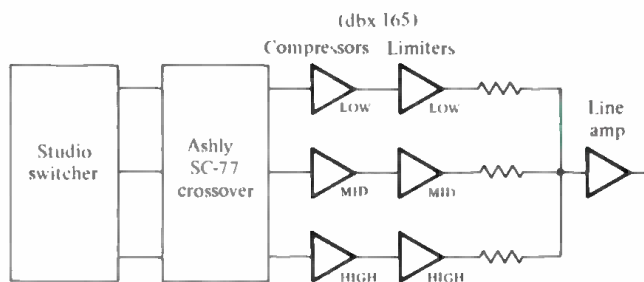 (dbx 165)
Compressors Limiters
LOW LOW
Line
amp
Studio
switcher
Ashly
SC-77
crossover
MID MID
HIGH HIGH